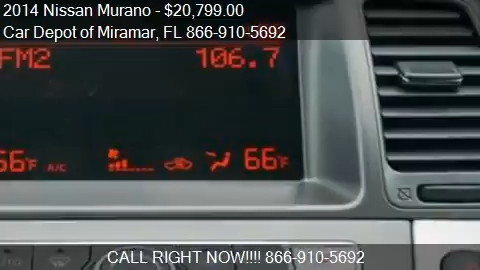 2014 Nissan Murano - $20,799.00
Car Depot of Miramar, FL 866-910-5692
FM2 106.7
66°F A/C 66°F
CALL RIGHT NOW!!!! 866-910-5692